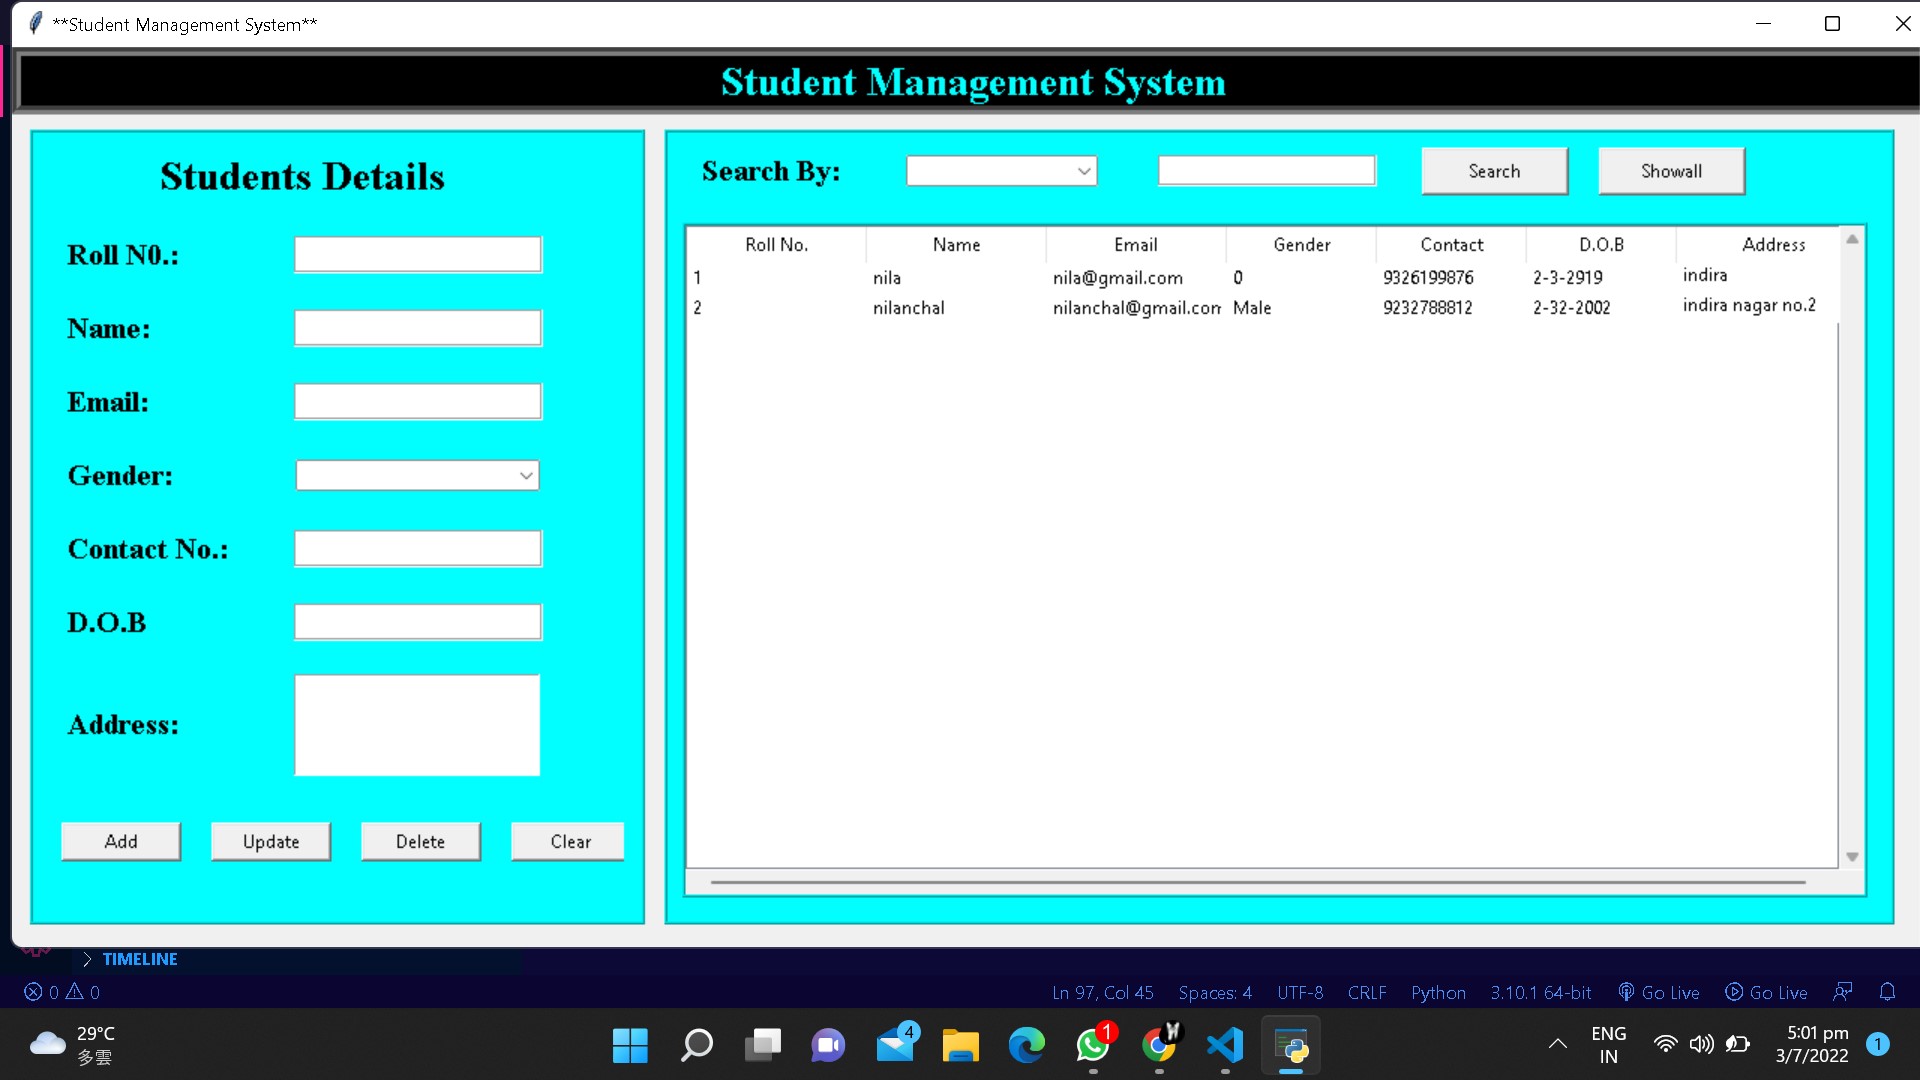 **Student Management System**
Student Management System
Students Details
Roll N0.:
Name:
Email:
Gender:
Contact No.:
D.O.B
Address:
Add Update Delete Clear
Search By: Search Showall
Roll No. Name Email Gender Contact D.O.B Address
1 nila nila@gmail.com 0 9326199876 2-3-2919 indira
2 nilanchal nilanchal@gmail.com Male 9232788812 2-32-2002 indira nagar no.2
TIMELINE
0 0 Ln 97, Col 45 Spaces: 4 UTF-8 CRLF Python 3.10.1 64-bit Go Live Go Live
29°C
多雲
4
1
W
ENG
IN
5:01 pm
3/7/2022
1